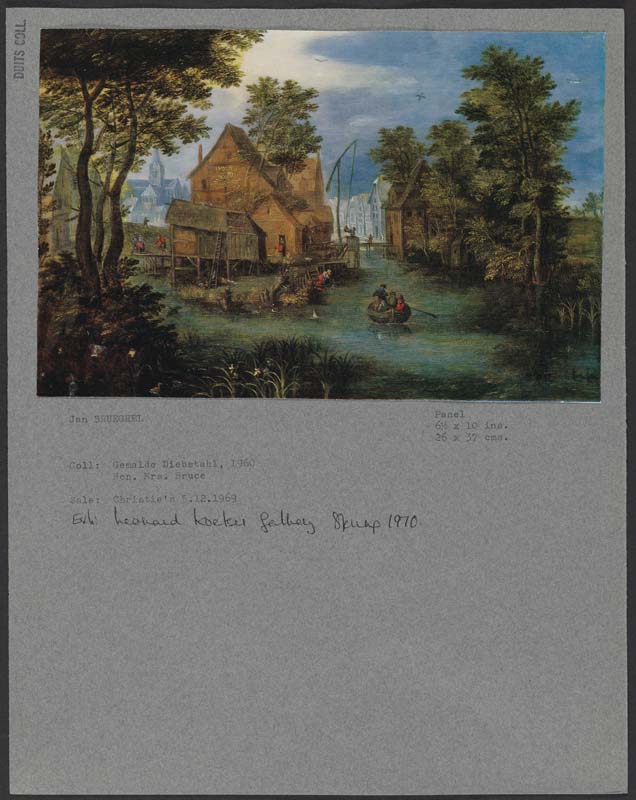 DUITS COLL.
Jan BRUEGHEL
Panel
6½ x 10 ins.
26 x 37 cms.
Coll: Gemalde Diebstahl, 1960
Hon. Mrs. Bruce
Sale: Christie's 5.12.1969
Exh: Leonard Koetser Gallery Spring 1970.